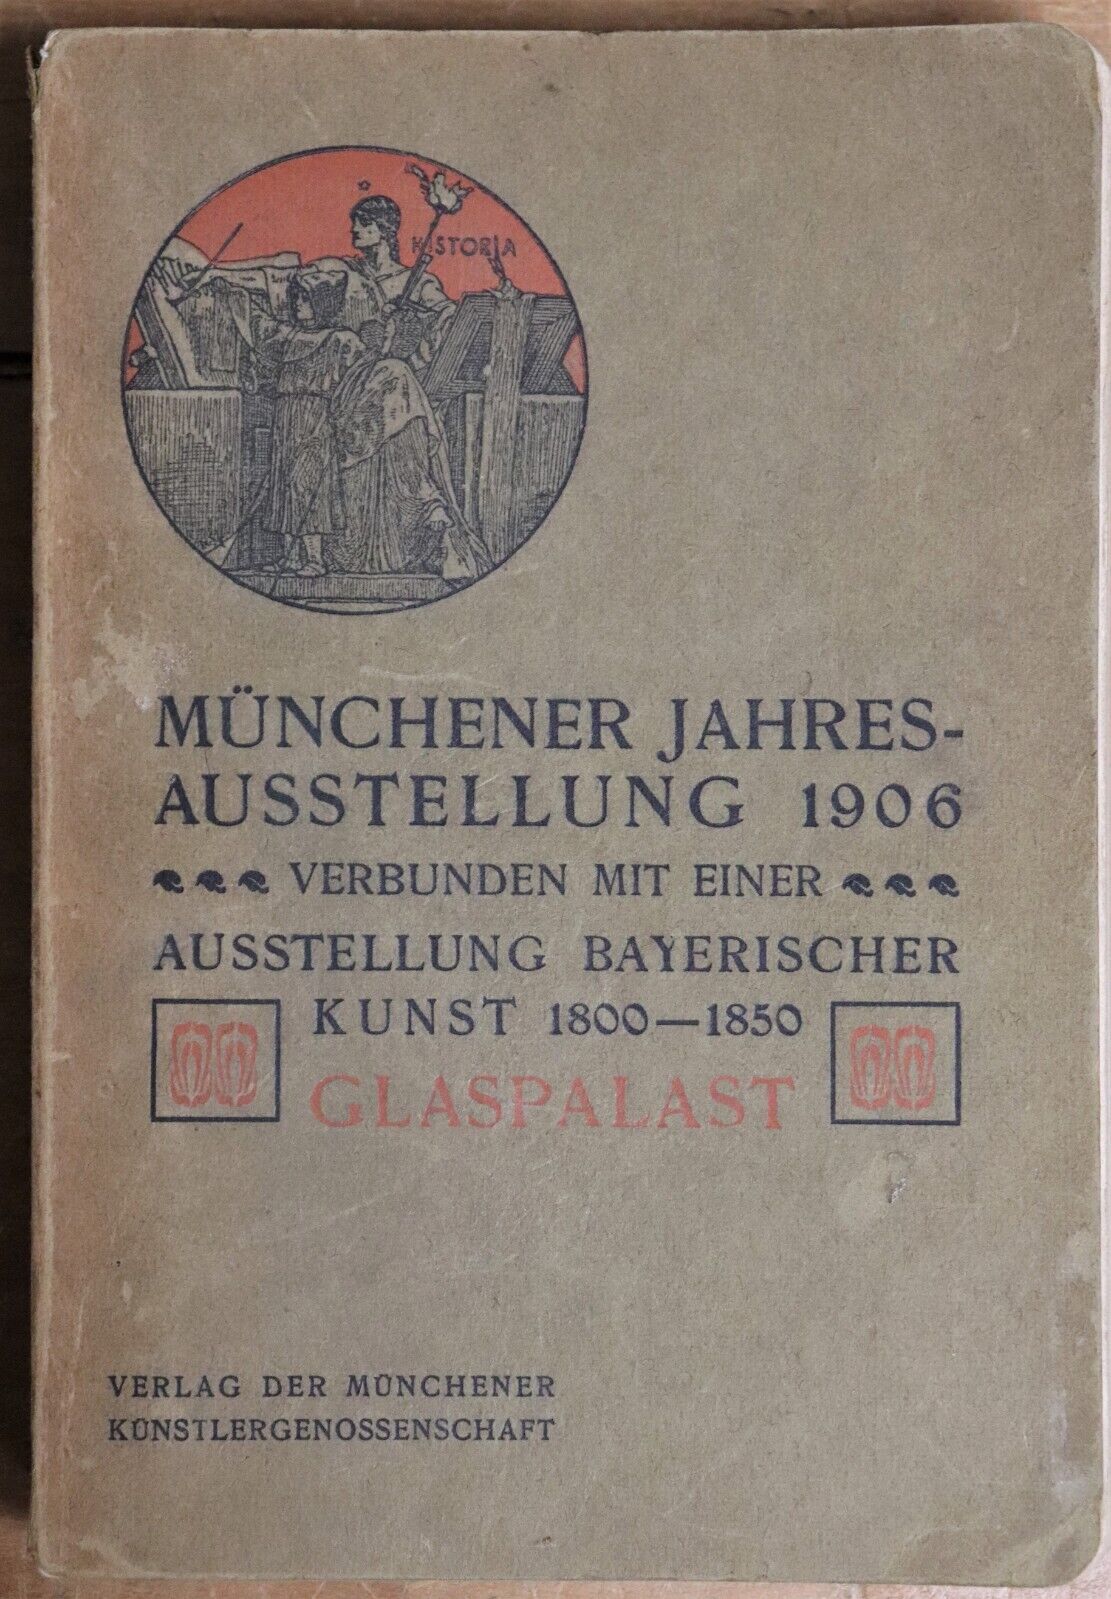 HISTORIA
MÜNCHENER JAHRES-
AUSSTELLUNG 1906
VERBUNDEN MIT EINER
AUSSTELLUNG BAYERISCHER
KUNST 1800—1850
GLASPALAST
VERLAG DER MÜNCHENER
KÜNSTLERGENOSSENSCHAFT